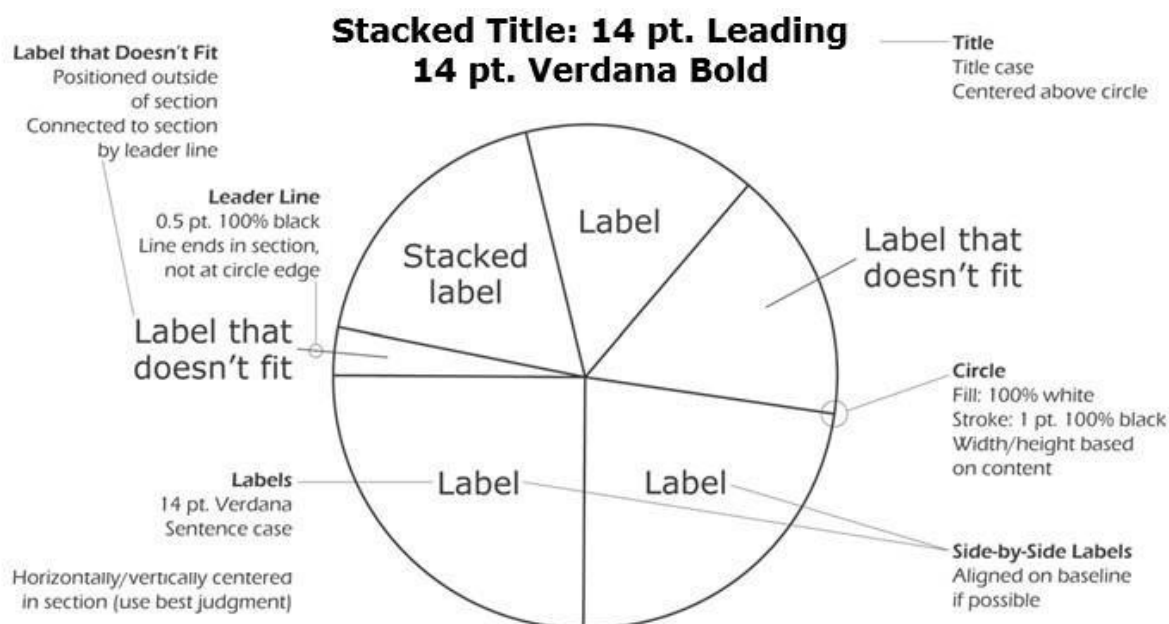 Stacked Title: 14 pt. Leading
14 pt. Verdana Bold
Title
Title case
Centered above circle
Label that Doesn't Fit
Positioned outside
of section
Connected to section
by leader line
Leader Line
0.5 pt. 100% black
Line ends in section,
not at circle edge
Label
Stacked
label
Label that
doesn't fit
Label that
doesn't fit
Circle
Fill: 100% white
Stroke: 1 pt. 100% black
Width/height based
on content
Labels
14 pt. Verdana
Sentence case
Horizontally/vertically centered
in section (use best judgment)
Label
Label
Side-by-Side Labels
Aligned on baseline
if possible